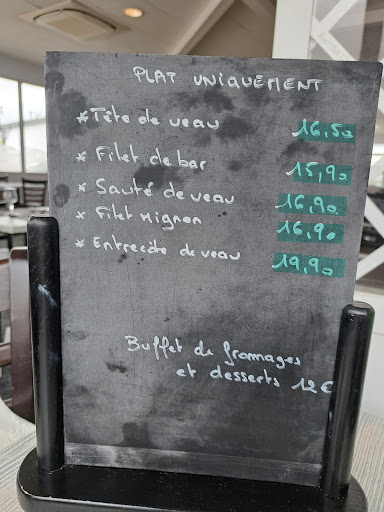 PLAT UNIQUEMENT
* Tête de veau 16,50
* Filet de bar 15,90
* Sauté de veau 16,90
* Filet Mignon 16,90
* Entrecôte de veau 19,90
Buffet de fromages
et desserts 12€